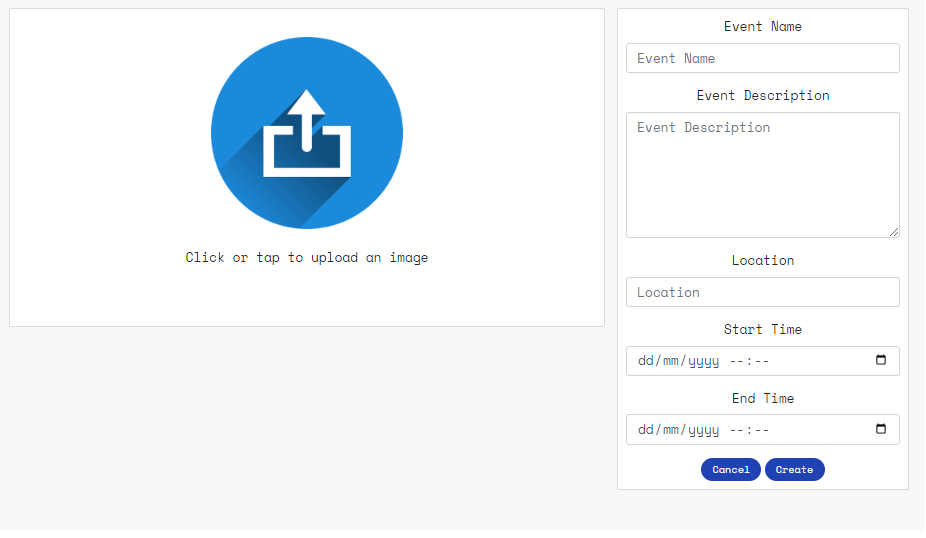 Click or tap to upload an image
Event Name
Event Name
Event Description
Event Description
Location
Location
Start Time
dd/mm/yyyy --:--
End Time
dd/mm/yyyy --:--
Cancel Create